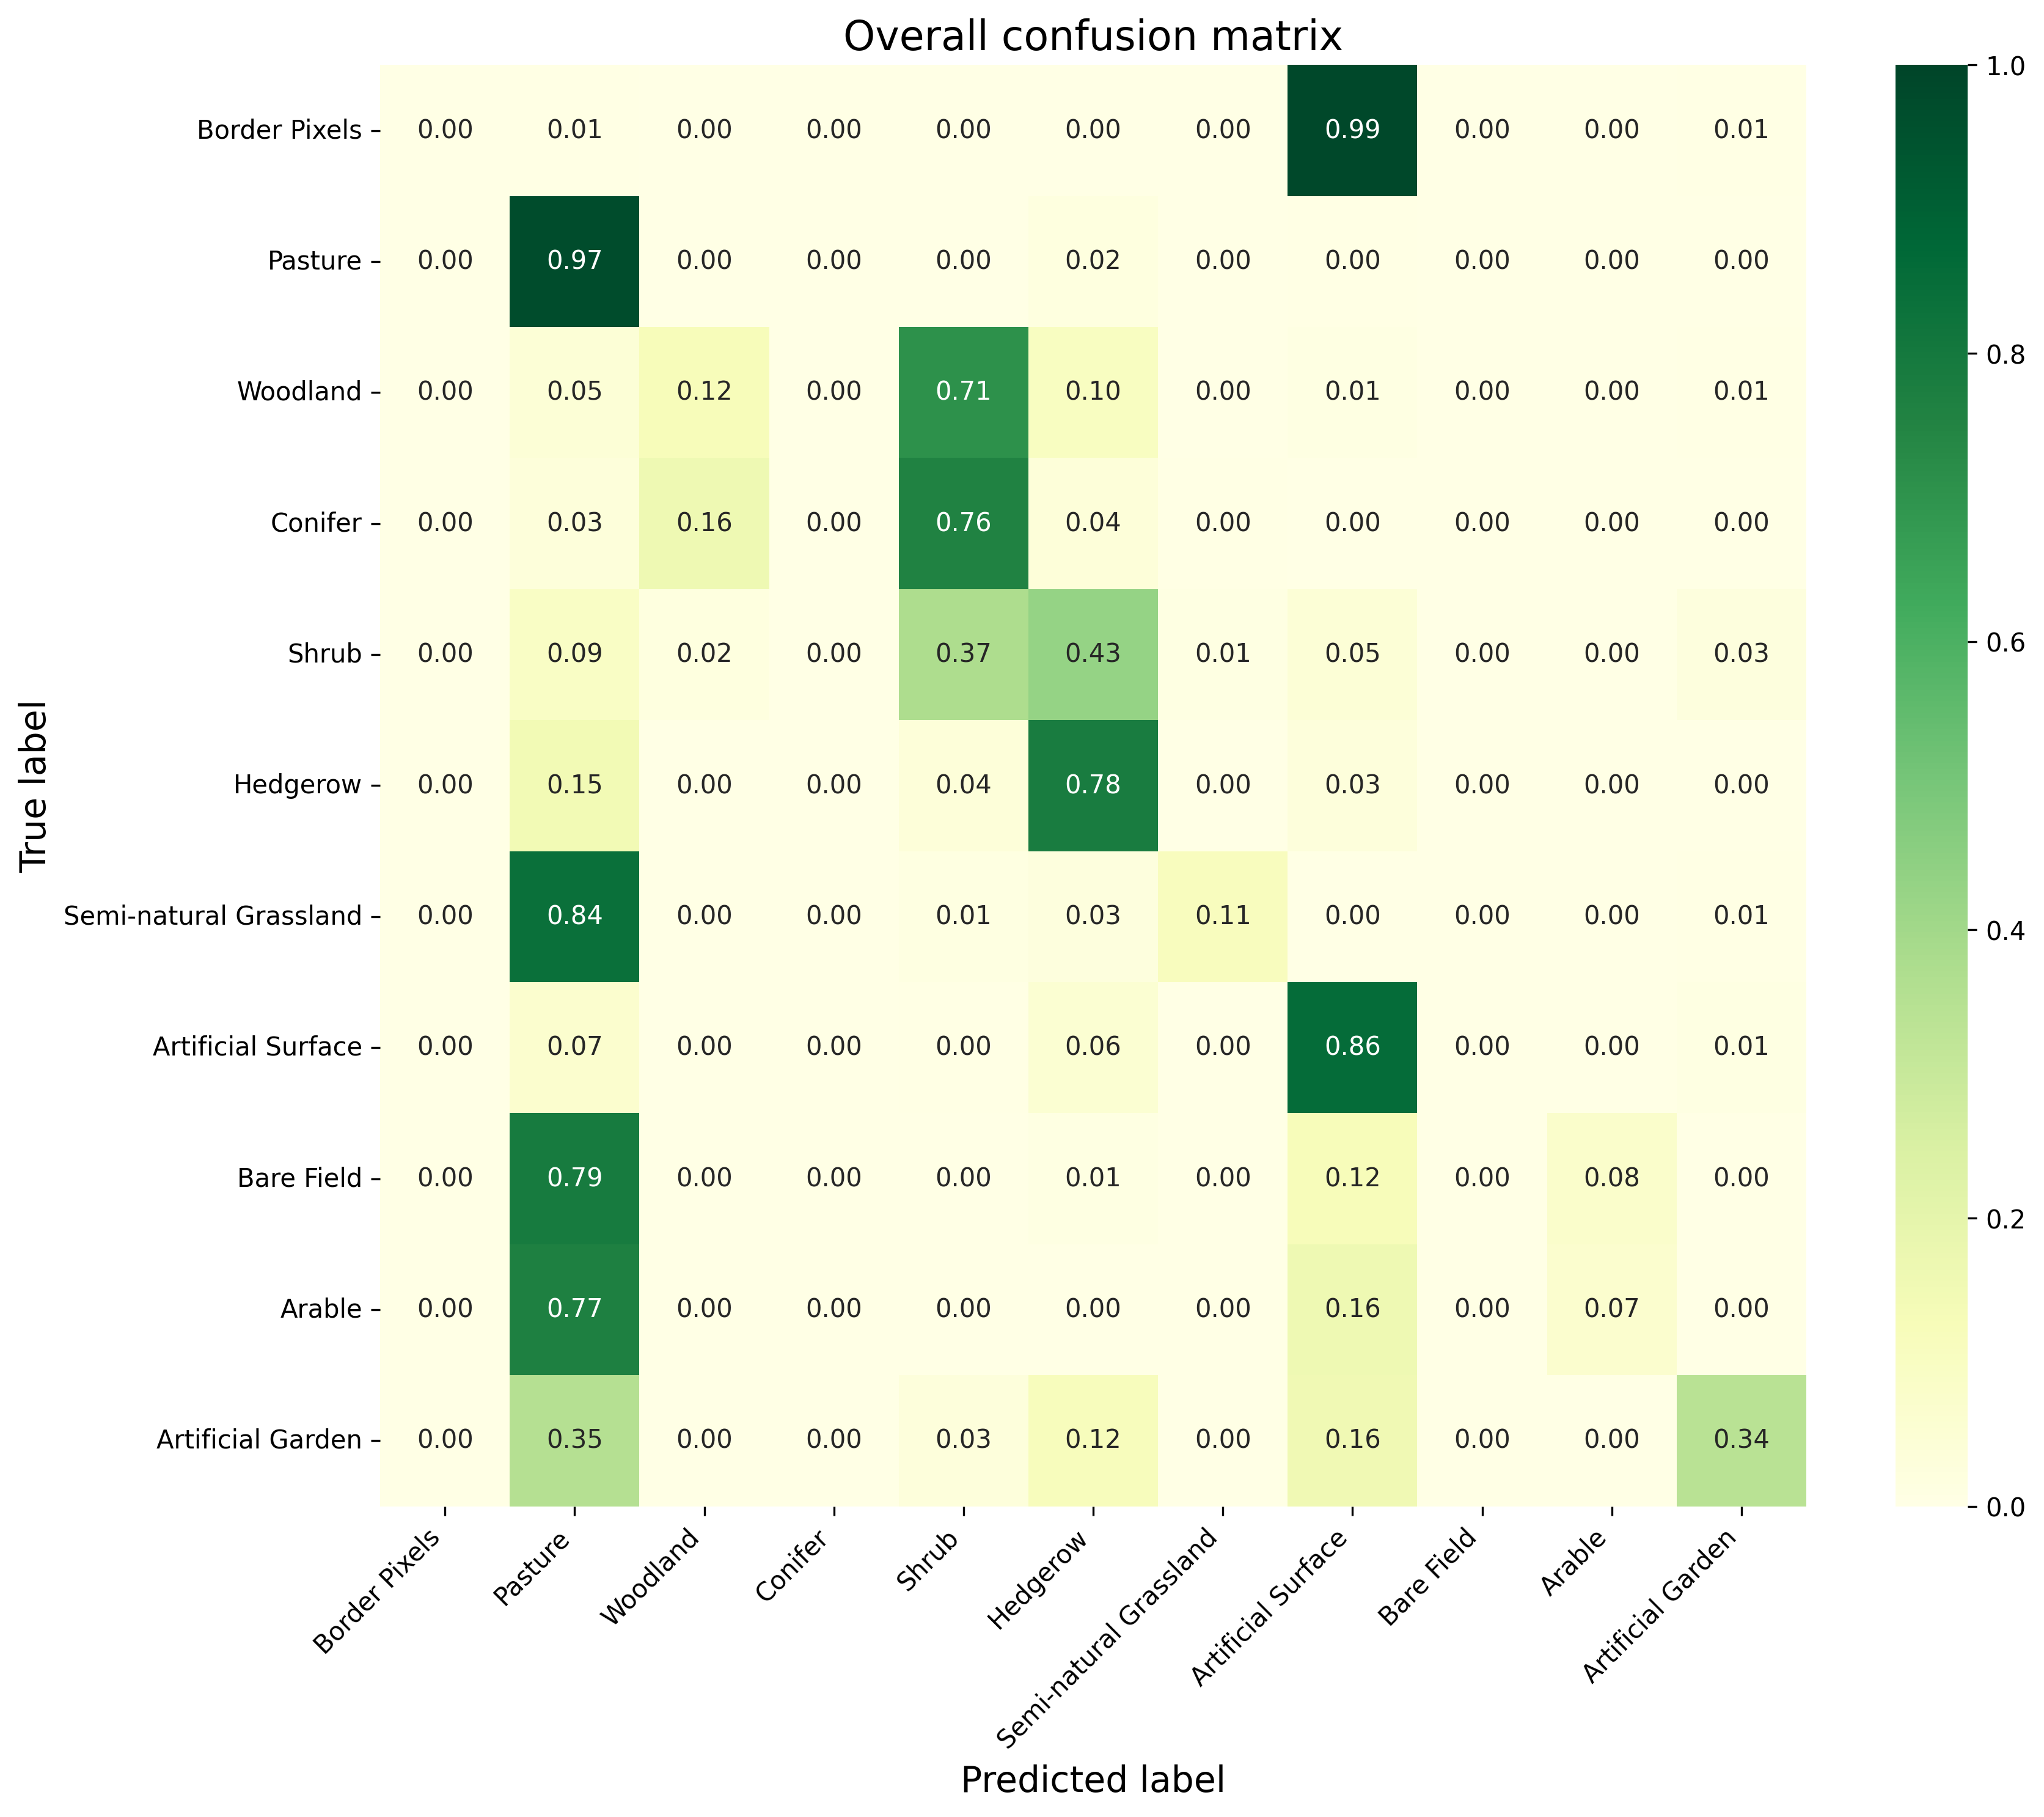 Overall confusion matrix
True label
Border Pixels 0.00 0.01 0.00 0.00 0.00 0.00 0.00 0.99 0.00 0.00 0.01
Pasture 0.00 0.97 0.00 0.00 0.00 0.02 0.00 0.00 0.00 0.00 0.00
Woodland 0.00 0.05 0.12 0.00 0.71 0.10 0.00 0.01 0.00 0.00 0.01
Conifer 0.00 0.03 0.16 0.00 0.76 0.04 0.00 0.00 0.00 0.00 0.00
Shrub 0.00 0.09 0.02 0.00 0.37 0.43 0.01 0.05 0.00 0.00 0.03
Hedgerow 0.00 0.15 0.00 0.00 0.04 0.78 0.00 0.03 0.00 0.00 0.00
Semi-natural Grassland 0.00 0.84 0.00 0.00 0.01 0.03 0.11 0.00 0.00 0.00 0.01
Artificial Surface 0.00 0.07 0.00 0.00 0.00 0.06 0.00 0.86 0.00 0.00 0.01
Bare Field 0.00 0.79 0.00 0.00 0.00 0.01 0.00 0.12 0.00 0.08 0.00
Arable 0.00 0.77 0.00 0.00 0.00 0.00 0.00 0.16 0.00 0.07 0.00
Artificial Garden 0.00 0.35 0.00 0.00 0.03 0.12 0.00 0.16 0.00 0.00 0.34
Border Pixels
Pasture
Woodland
Conifer
Shrub
Hedgerow
Semi-natural Grassland
Artificial Surface
Bare Field
Arable
Artificial Garden
Predicted label
1.0
0.8
0.6
0.4
0.2
0.0